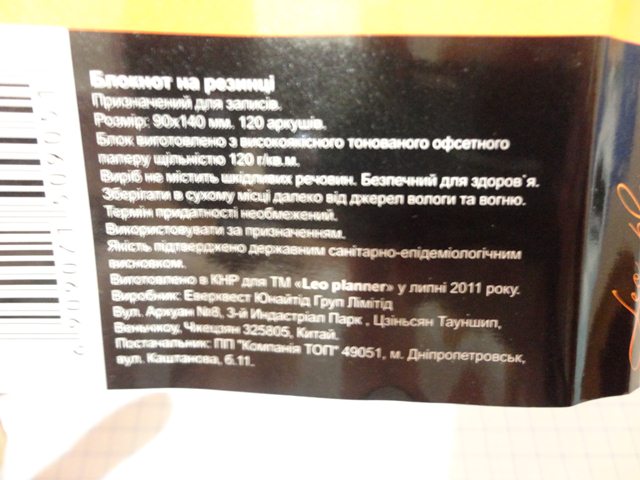 Блокнот на резинці
Призначений для записів.
Розмір: 90х140 мм. 120 аркушів.
Блок виготовлено з високоякісного тонованого офсетного
паперу щільністю 120 г/кв.м.
Виріб не містить шкідливих речовин. Безпечний для здоров`я.
Зберігати в сухому місці далеко від джерел вологи та вогню.
Термін придатності необмежений.
Використовувати за призначенням.
Якість підтверджено державним санітарно-епідеміологічним
висновком.
Виготовлено в КНР для ТМ «Leo planner» у липні 2011 року.
Виробник: Еверквест Юнайтід Груп Лімітід
Вул. Архуан №8, 3-й Индастріал Парк , Цзіньсян Тауншип,
Веньчжоу, Чжецзян 325805, Китай.
Постачальник: ПП "Компанія ТОП" 49051, м. Дніпропетровськ,
вул. Каштанова, б.11.